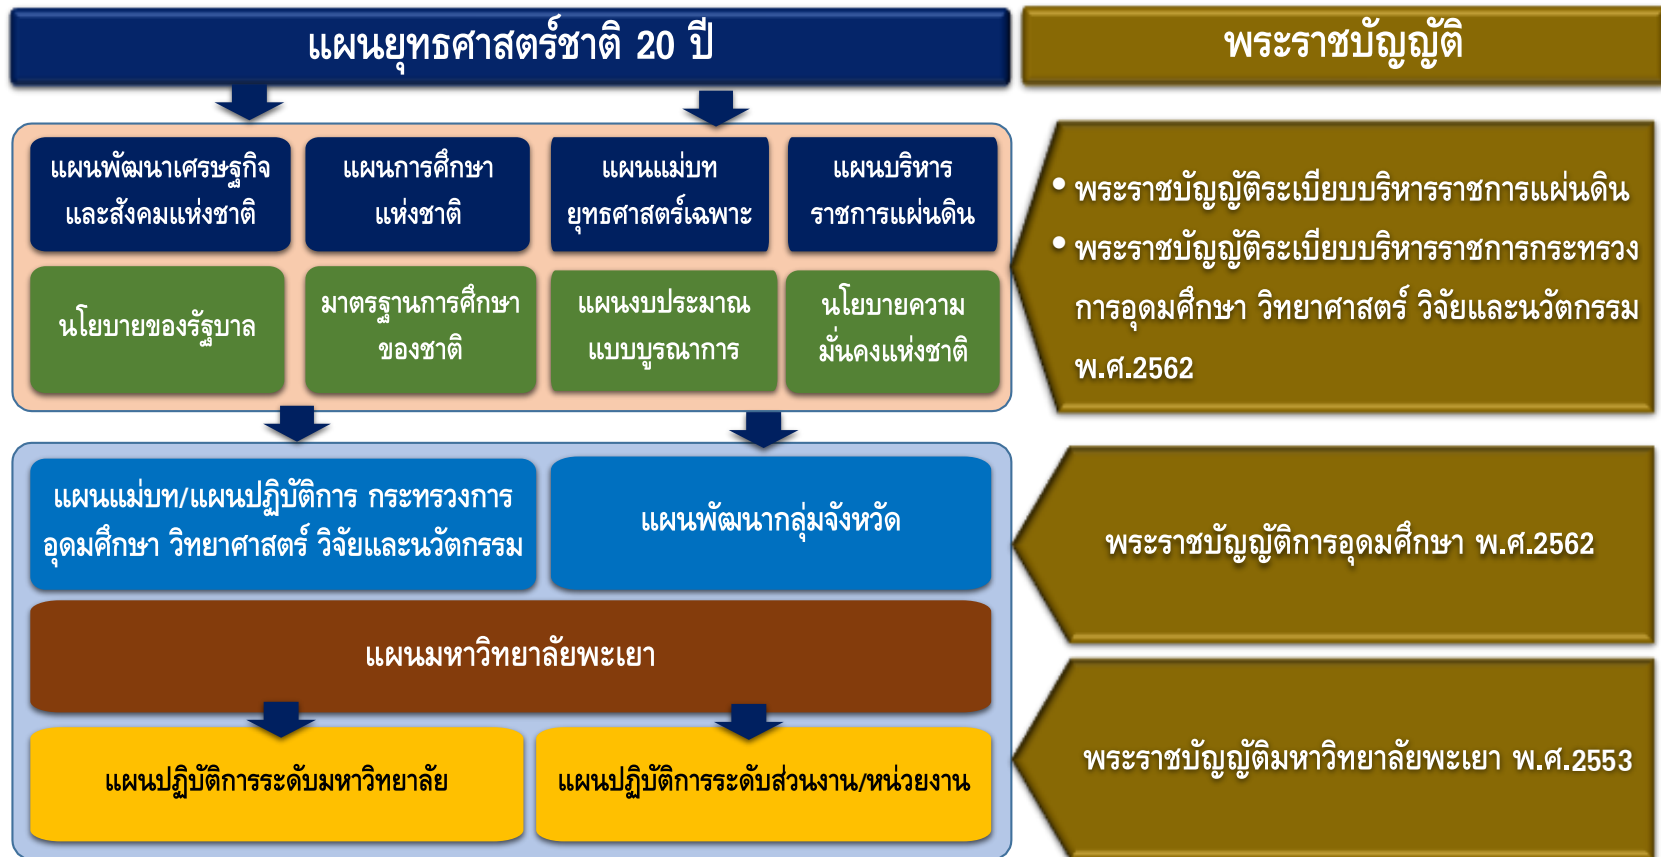 แผนยุทธศาสตร์ชาติ 20 ปี
พระราชบัญญัติ
แผนพัฒนาเศรษฐกิจ
และสังคมแห่งชาติ
แผนการศึกษา
แห่งชาติ
แผนแม่บท
ยุทธศาสตร์เฉพาะ
แผนบริหาร
ราชการแผ่นดิน
นโยบายของรัฐบาล
มาตรฐานการศึกษา
ของชาติ
แผนงบประมาณ
แบบบูรณาการ
นโยบายความ
มั่นคงแห่งชาติ
• พระราชบัญญัติระเบียบบริหารราชการแผ่นดิน
• พระราชบัญญัติระเบียบบริหารราชการกระทรวง
การอุดมศึกษา วิทยาศาสตร์ วิจัยและนวัตกรรม
พ.ศ.2562
แผนแม่บท/แผนปฏิบัติการ กระทรวงการ
อุดมศึกษา วิทยาศาสตร์ วิจัยและนวัตกรรม
แผนพัฒนากลุ่มจังหวัด
พระราชบัญญัติการอุดมศึกษา พ.ศ.2562
แผนมหาวิทยาลัยพะเยา
แผนปฏิบัติการระดับมหาวิทยาลัย
แผนปฏิบัติการระดับส่วนงาน/หน่วยงาน
พระราชบัญญัติมหาวิทยาลัยพะเยา พ.ศ.2553